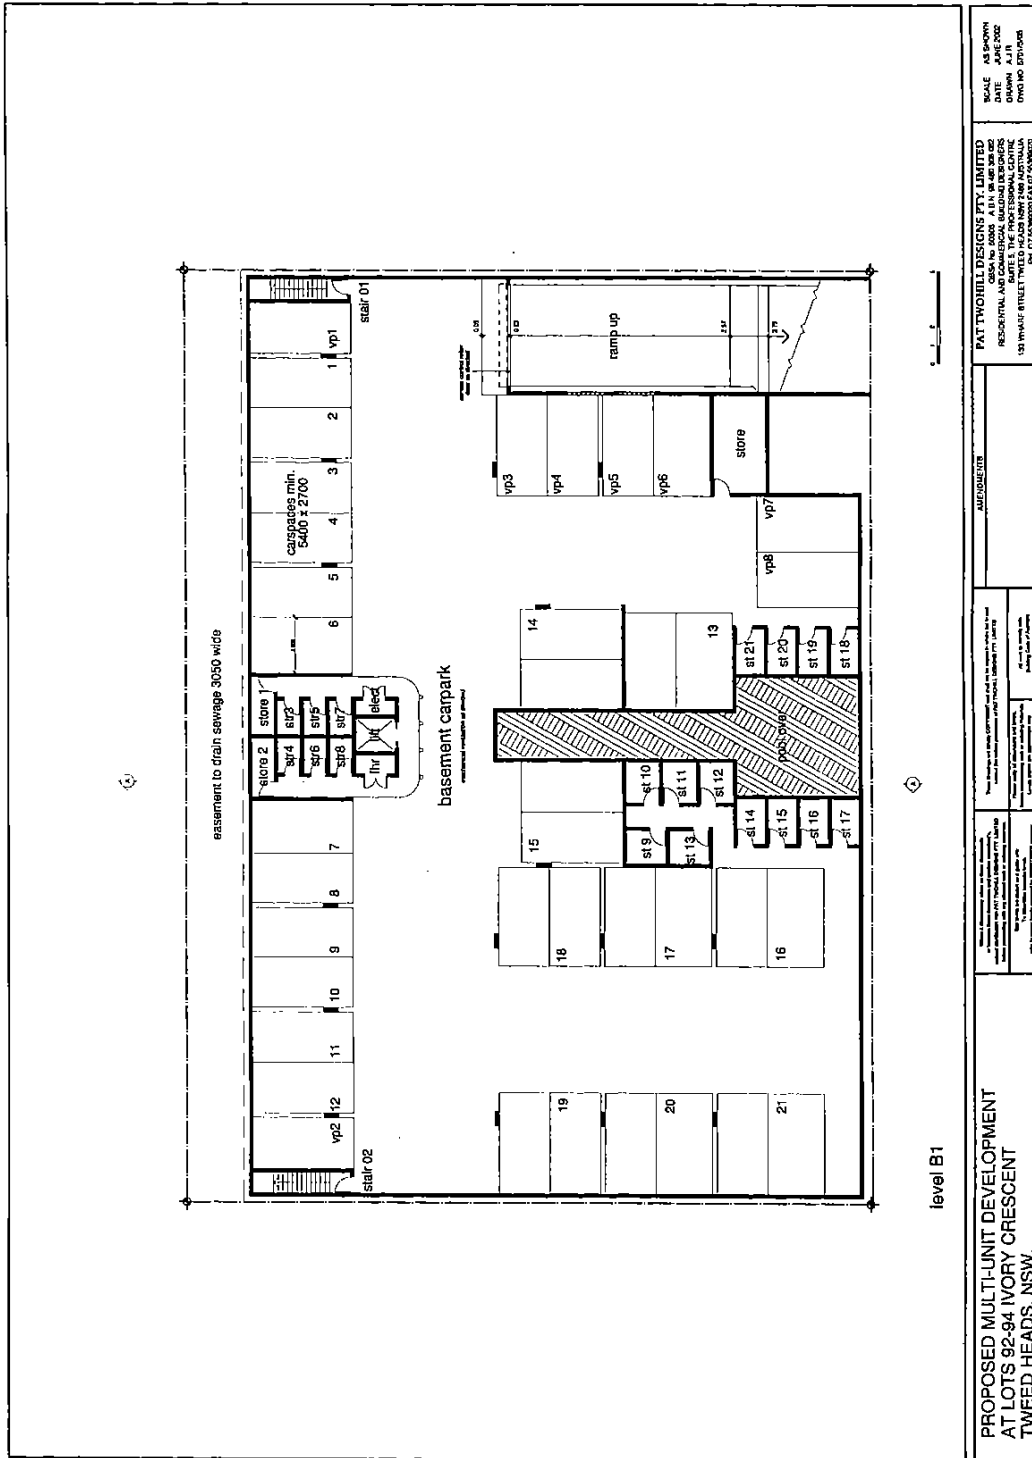 easement to drain sewage 3050 wide
stair 02
vp2
12
11
10
9
8
7
store 2
store 1
str4
str3
str6
str5
str8
str7
fhr
lift
elect
6
5
4
3
carspaces min.
5400 x 2700
2
1
vp1
stair 01
basement carpark
ramp up
vp3
vp4
vp5
vp6
store
vp7
vp8
14
13
15
st 9
st 10
st 11
st 12
st 13
st 14
st 15
st 16
st 17
st 21
st 20
st 19
st 18
pool over
18
17
16
19
20
21
level B1
PROPOSED MULTI-UNIT DEVELOPMENT
AT LOTS 92-94 IVORY CRESCENT
TWEED HEADS, NSW.
AMENDMENTS
PAT TWOHILL DESIGNS PTY. LIMITED
RESIDENTIAL AND COMMERCIAL BUILDING DESIGNERS
SUITE 5, THE PROFESSIONAL CENTRE
SCALE AS SHOWN
DATE JUNE 2002
DRAWN A.J.R